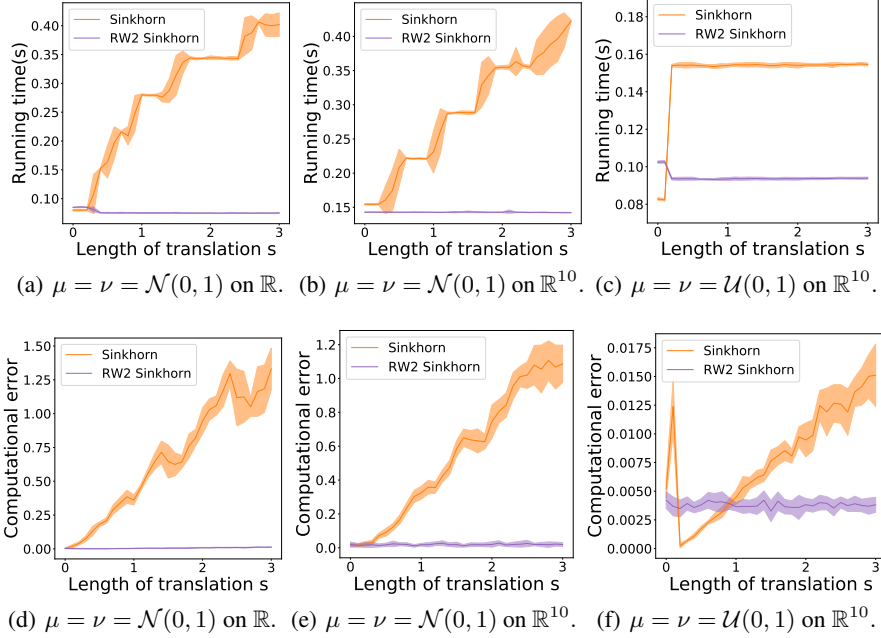 Sinkhorn
RW2 Sinkhorn
Running time(s)
0.40
0.35
0.30
0.25
0.20
0.15
0.10
0 1 2 3
Length of translation s
(a) μ = ν = 𝒩(0, 1) on ℝ.
Sinkhorn
RW2 Sinkhorn
Running time(s)
0.40
0.35
0.30
0.25
0.20
0.15
0 1 2 3
Length of translation s
(b) μ = ν = 𝒩(0, 1) on ℝ¹⁰.
Sinkhorn
RW2 Sinkhorn
Running time(s)
0.18
0.16
0.14
0.12
0.10
0.08
0 1 2 3
Length of translation s
(c) μ = ν = 𝒰(0, 1) on ℝ¹⁰.
Sinkhorn
RW2 Sinkhorn
Computational error
1.50
1.25
1.00
0.75
0.50
0.25
0.00
0 1 2 3
Length of translation s
(d) μ = ν = 𝒩(0, 1) on ℝ.
Sinkhorn
RW2 Sinkhorn
Computational error
1.2
1.0
0.8
0.6
0.4
0.2
0.0
0 1 2 3
Length of translation s
(e) μ = ν = 𝒩(0, 1) on ℝ¹⁰.
Sinkhorn
RW2 Sinkhorn
Computational error
0.0175
0.0150
0.0125
0.0100
0.0075
0.0050
0.0025
0.0000
0 1 2 3
Length of translation s
(f) μ = ν = 𝒰(0, 1) on ℝ¹⁰.